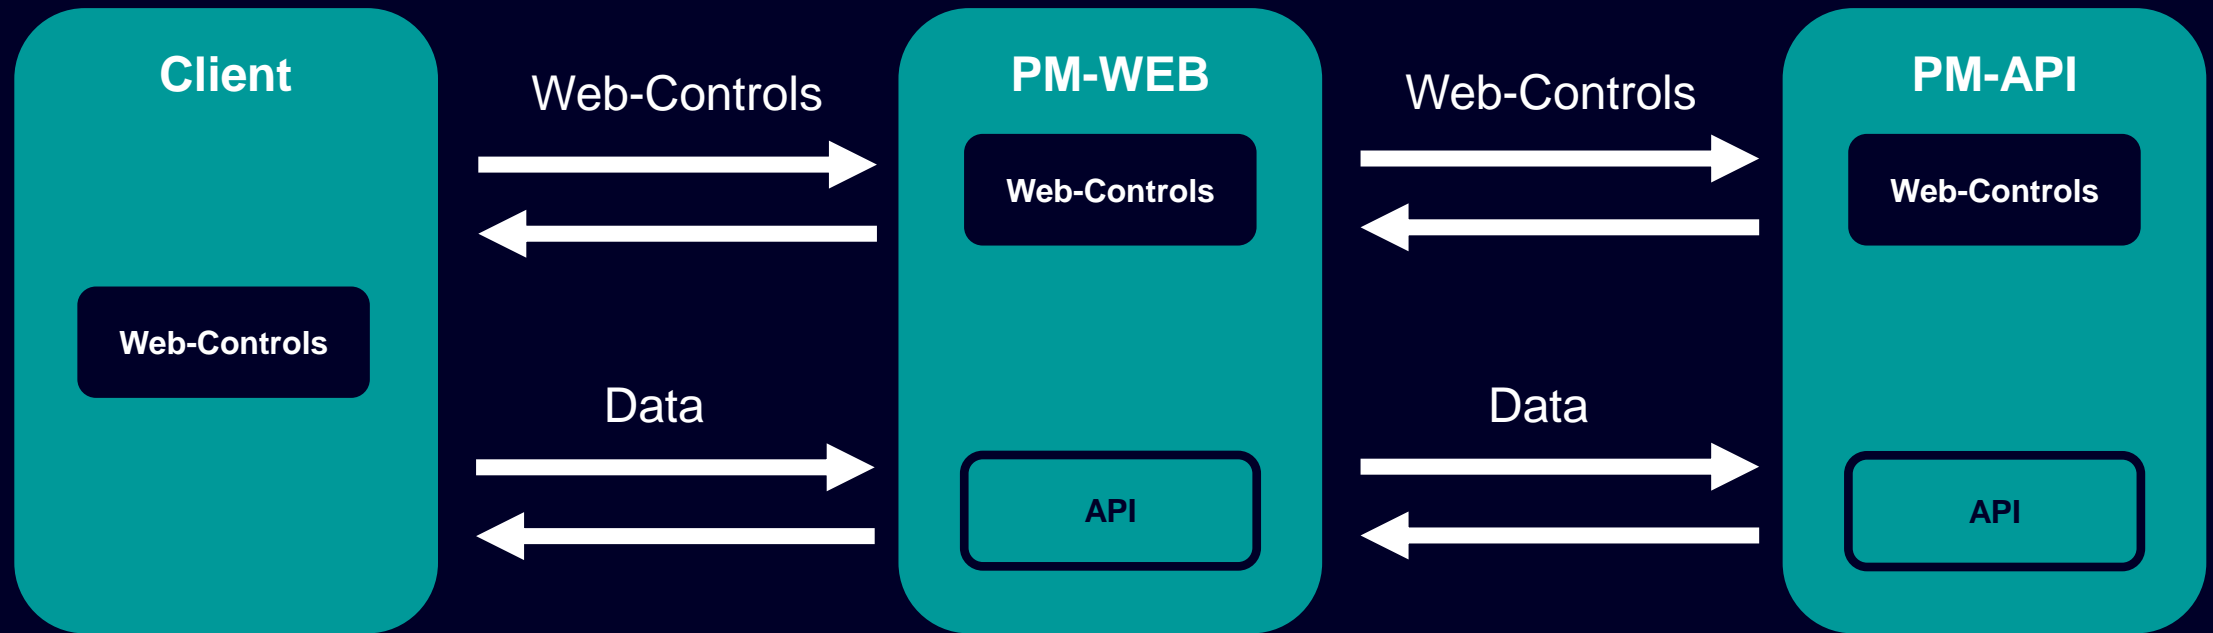 Client
Web-Controls
Web-Controls
Data
PM-WEB
Web-Controls
API
Web-Controls
Data
PM-API
Web-Controls
API